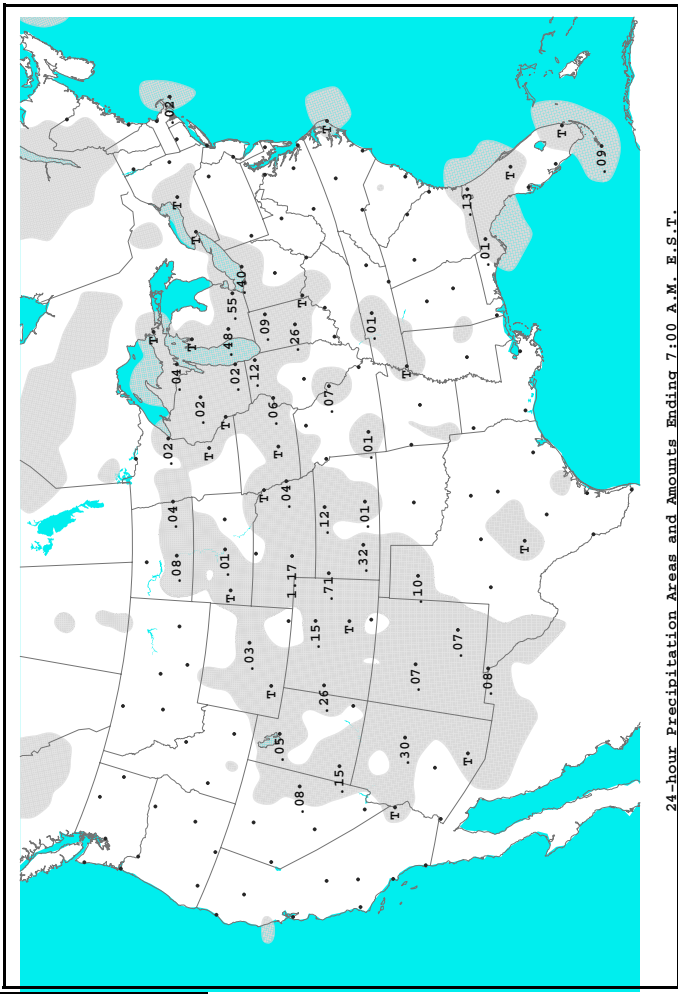 T
.02
.02
.08
.04
.04
T
T
T
.02
T
.01
T
.48
T
.55
.02
.40
.03
.12
T
.09
T
.06
T
.05
.04
1.17
.26
.08
T
.15
.26
.12
T
.71
.07
.15
T
.32
.01
.01
.01
T
.30
T
.07
.10
.07
T
.13
.01
.08
T
T
T
.09
24-hour Precipitation Areas and Amounts Ending 7:00 A.M. E.S.T.